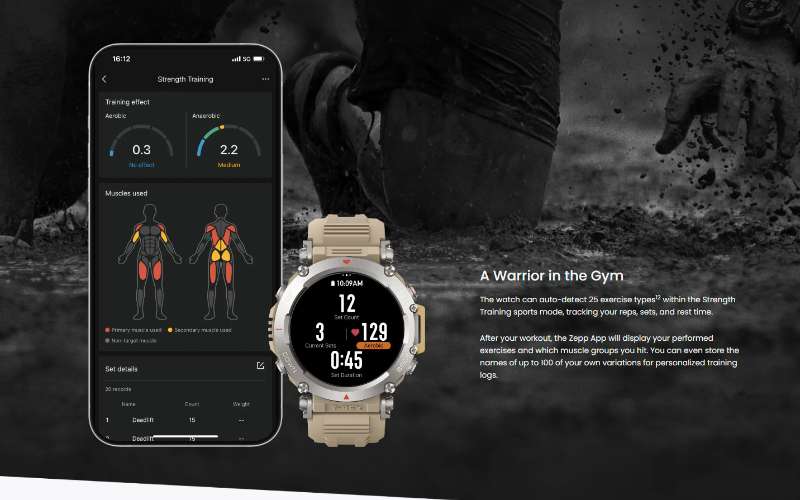 16:12
5G
Strength Training
Training effect
Aerobic
Anaerobic
0.3
2.2
No effect
Medium
Muscles used
Primary muscle used
Secondary muscle used
Non-target muscle
Set details
20 records
Name
Count
Weight
1
Deadlift
15
--
2
Deadlift
15
--
10:09AM
12
Set Count
3
129
Current Sets
Aerobic
0:45
Set Duration
A Warrior in the Gym
The watch can auto-detect 25 exercise types12 within the Strength
Training sports mode, tracking your reps, sets, and rest time.
After your workout, the Zepp App will display your performed
exercises and which muscle groups you hit. You can even store the
names of up to 100 of your own variations for personalized training
logs.